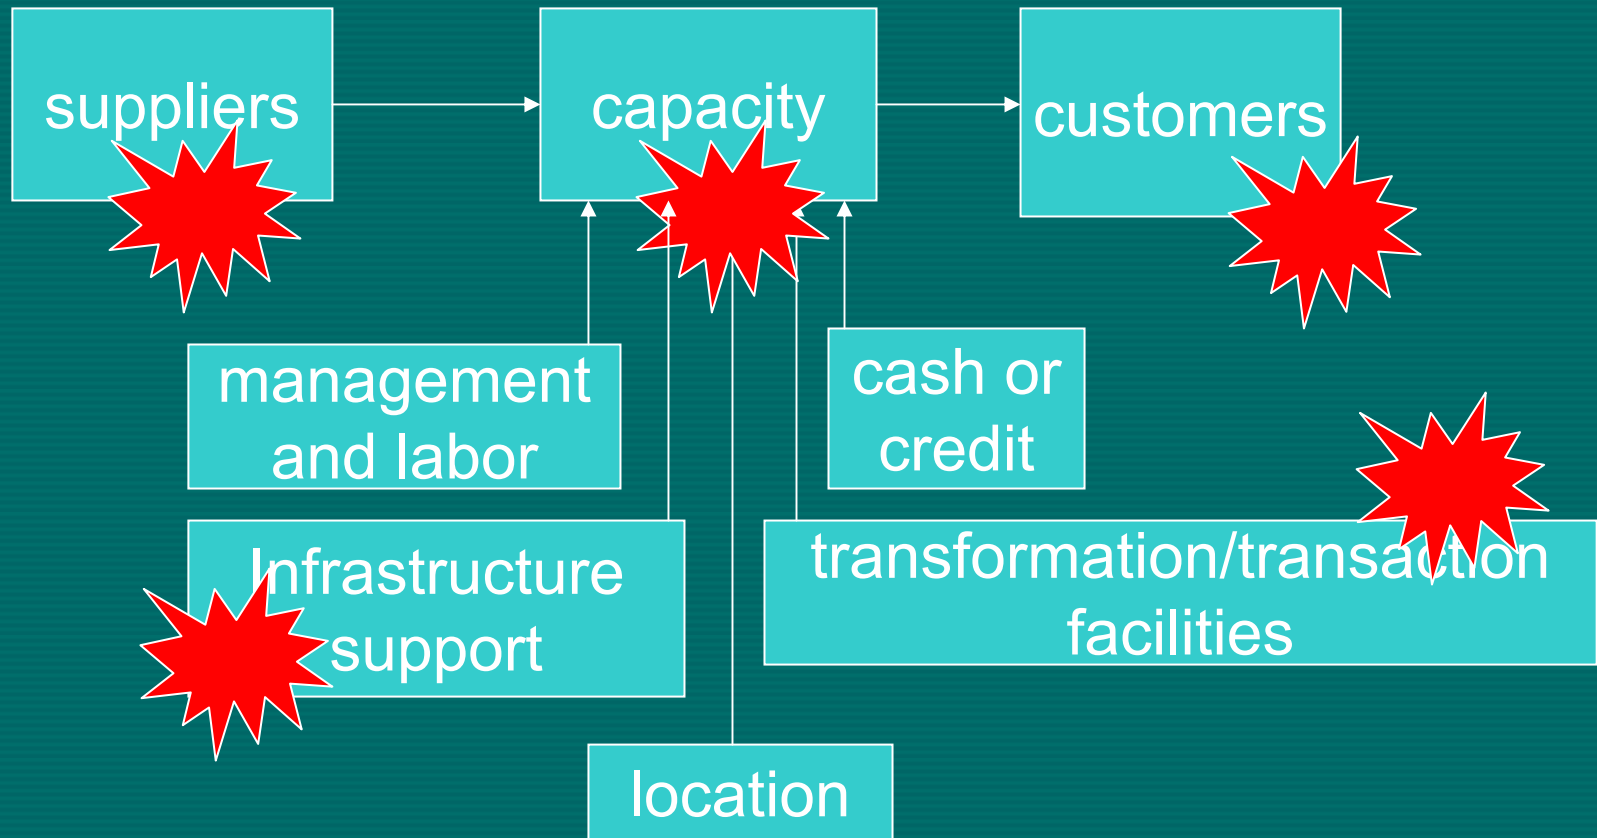 suppliers
capacity
customers
management
and labor
cash or
credit
Infrastructure
support
transformation/transaction
facilities
location